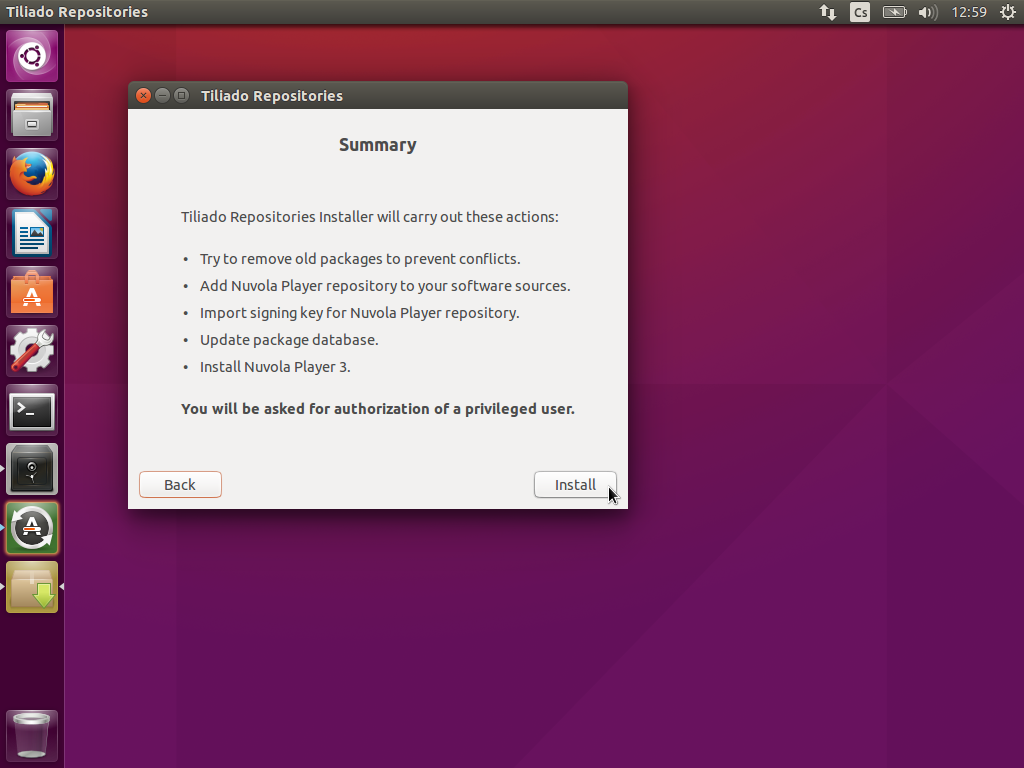 Tiliado Repositories
Cs
12:59
Tiliado Repositories
Summary
Tiliado Repositories Installer will carry out these actions:
• Try to remove old packages to prevent conflicts.
• Add Nuvola Player repository to your software sources.
• Import signing key for Nuvola Player repository.
• Update package database.
• Install Nuvola Player 3.
You will be asked for authorization of a privileged user.
Back
Install